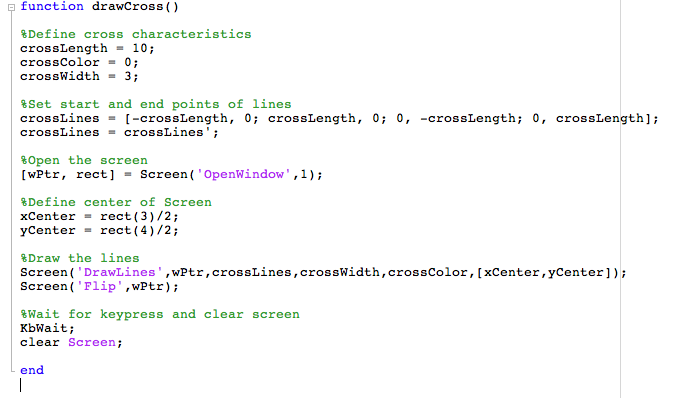 function drawCross()
%Define cross characteristics
crossLength = 10;
crossColor = 0;
crossWidth = 3;
%Set start and end points of lines
crossLines = [-crossLength, 0; crossLength, 0; 0, -crossLength; 0, crossLength];
crossLines = crossLines';
%Open the screen
[wPtr, rect] = Screen('OpenWindow',1);
%Define center of Screen
xCenter = rect(3)/2;
yCenter = rect(4)/2;
%Draw the lines
Screen('DrawLines',wPtr,crossLines,crossWidth,crossColor,[xCenter,yCenter]);
Screen('Flip',wPtr);
%Wait for keypress and clear screen
KbWait;
clear Screen;
end